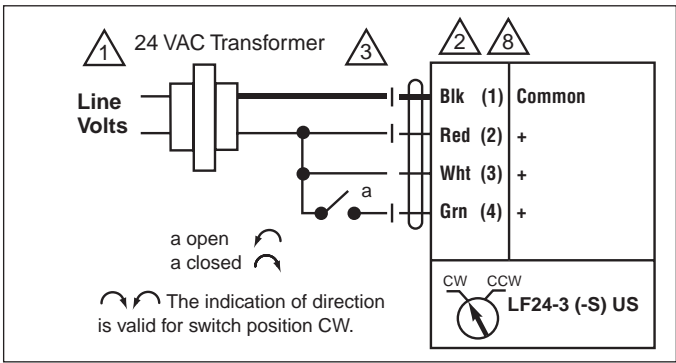 1 24 VAC Transformer 3 2 8
Line
Volts
Blk (1) Common
Red (2) +
Wht (3) +
a
Grn (4) +
a open
a closed
The indication of direction
is valid for switch position CW.
CW CCW
LF24-3 (-S) US